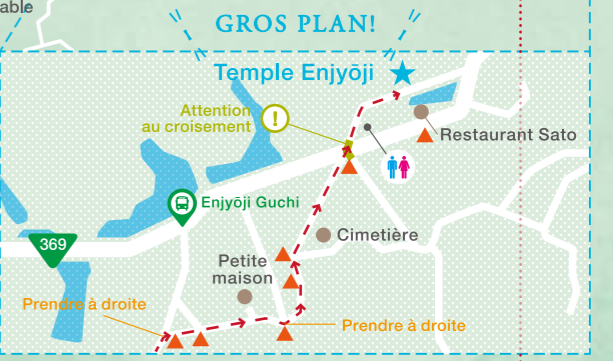 able
GROS PLAN!
Temple Enjyōji
Attention
au croisement
!
Restaurant Sato
Enjyōji Guchi
369
Cimetière
Petite
maison
Prendre à droite
Prendre à droite